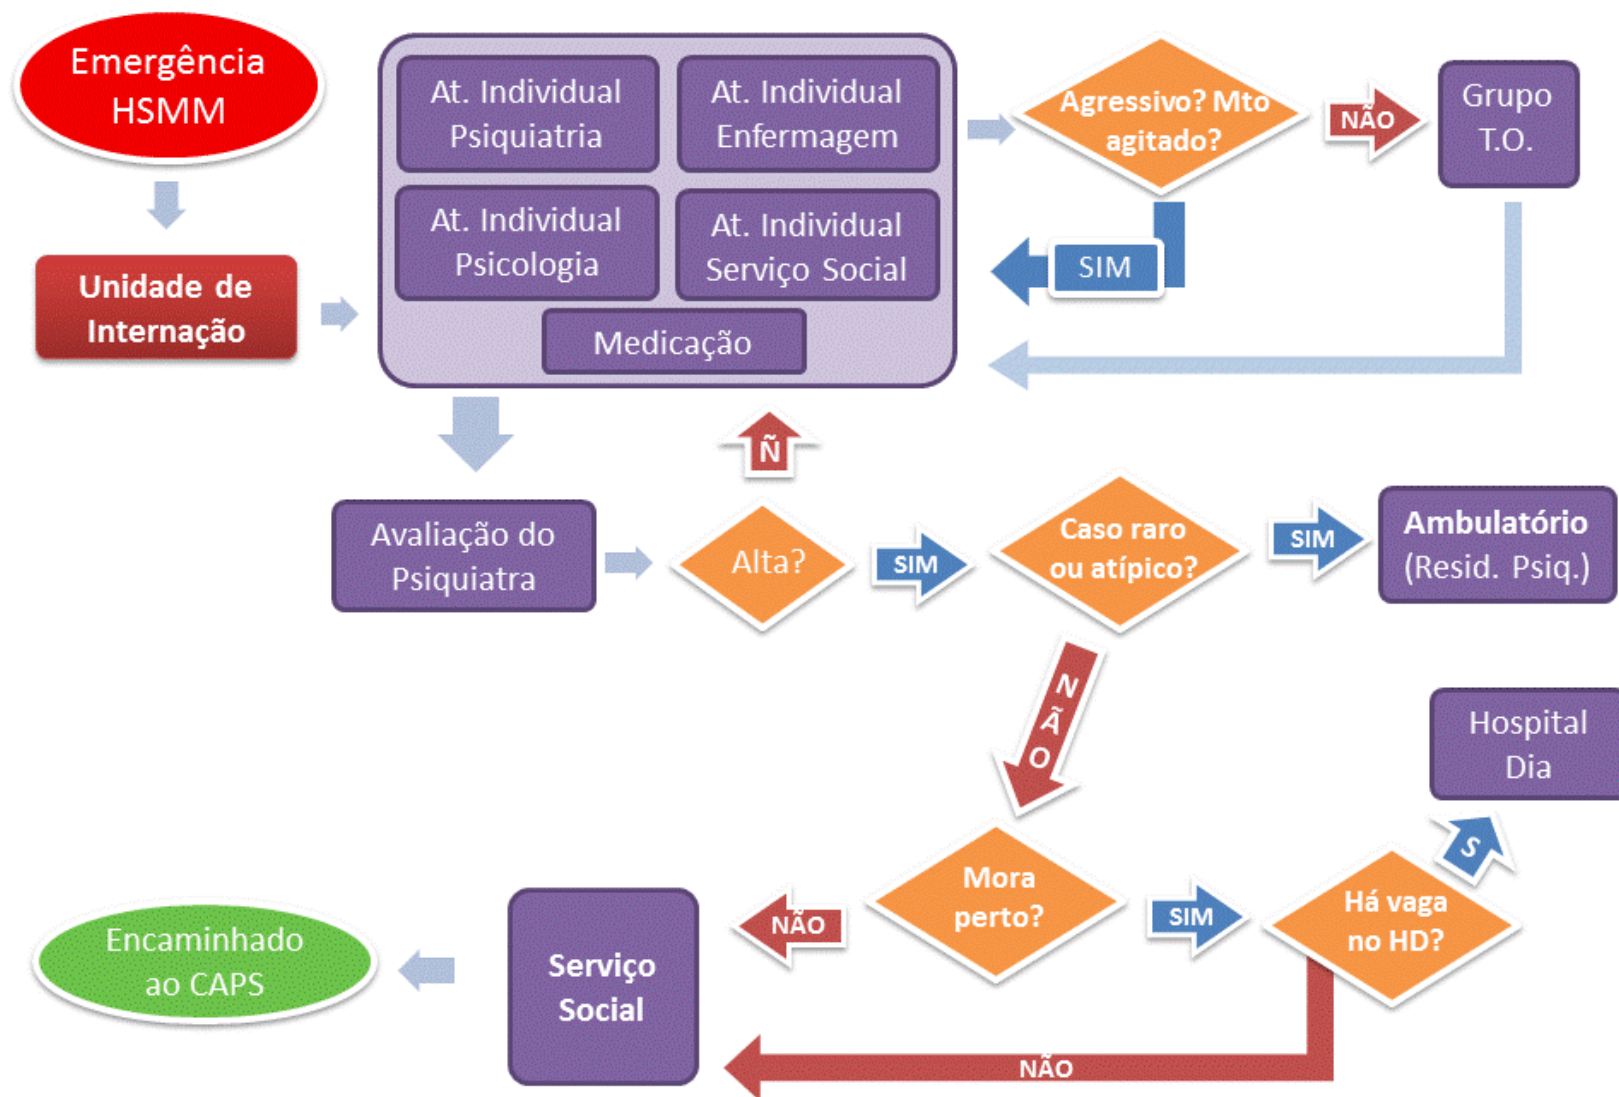 Emergência
HSMM
At. Individual
Psiquiatria
At. Individual
Enfermagem
Agressivo? Mto
agitado?
NÃO
Grupo
T.O.
Unidade de
Internação
At. Individual
Psicologia
At. Individual
Serviço Social
SIM
Medicação
Ñ
Avaliação do
Psiquiatra
Alta?
SIM
Caso raro
ou atípico?
SIM
Ambulatório
(Resid. Psiq.)
NÃO
Hospital
Dia
S
Mora
perto?
NÃO
SIM
Há vaga
no HD?
Serviço
Social
Encaminhado
ao CAPS
NÃO